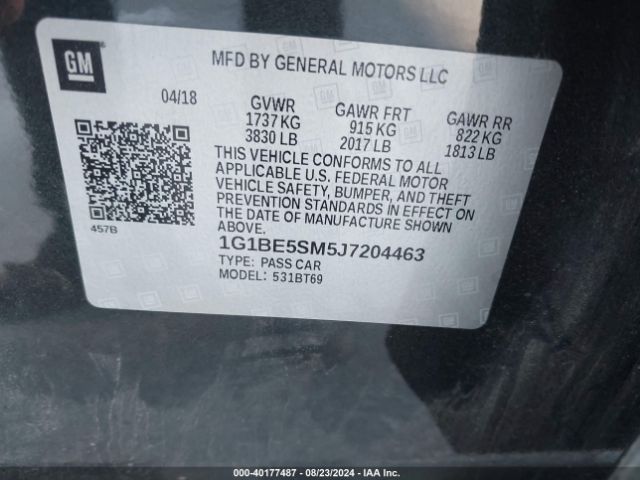 GM
MFD BY GENERAL MOTORS LLC
04/18
GVWR
1737 KG
3830 LB
GAWR FRT
915 KG
2017 LB
GAWR RR
822 KG
1813 LB
THIS VEHICLE CONFORMS TO ALL
APPLICABLE U.S. FEDERAL MOTOR
VEHICLE SAFETY, BUMPER, AND THEFT
PREVENTION STANDARDS IN EFFECT ON
THE DATE OF MANUFACTURE SHOWN
ABOVE.
457B
1G1BE5SM5J7204463
TYPE: PASS CAR
MODEL: 531BT69
000-40177487 - 08/23/2024 - IAA Inc.